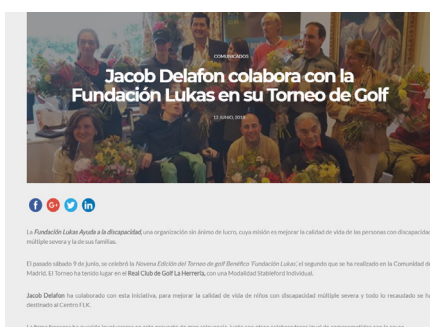 COMUNICADOS
Jacob Delafon colabora con la
Fundación Lukas en su Torneo de Golf
12 JUNIO, 2018
La Fundación Lukas Ayuda a la discapacidad, una organización sin ánimo de lucro, cuya misión es mejorar la calidad de vida de las personas con discapacidad
múltiple severa y la de sus familias.
El pasado sábado 9 de junio, se celebró la Novena Edición del Torneo de golf Benéfico 'Fundación Lukas', el segundo que se ha realizado en la Comunidad de
Madrid. El Torneo ha tenido lugar en el Real Club de Golf La Herrería, con una Modalidad Stableford Individual.
Jacob Delafon ha colaborado con esta iniciativa, para mejorar la calidad de vida de niños con discapacidad múltiple severa y todo lo recaudado se ha
destinado al Centro